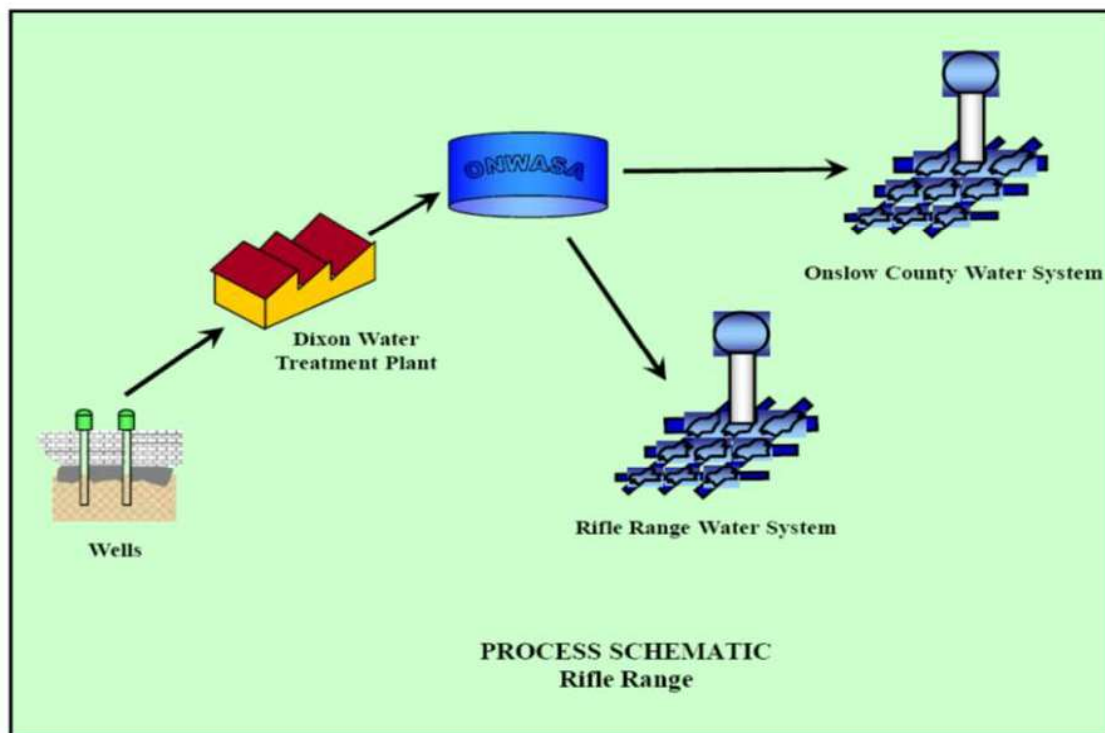 ONWASA
Onslow County Water System
Dixon Water
Treatment Plant
Rifle Range Water System
Wells
PROCESS SCHEMATIC
Rifle Range